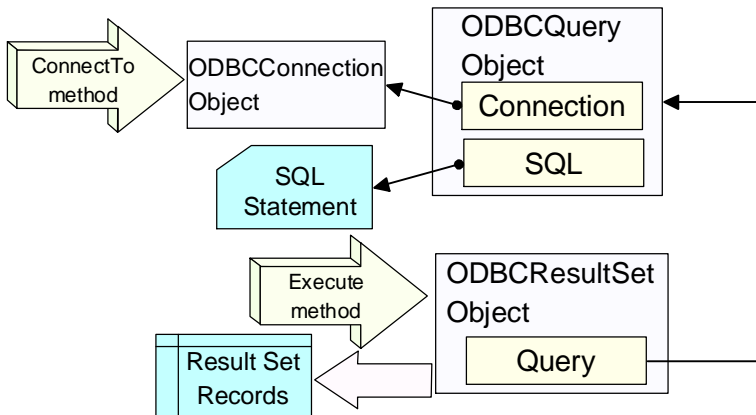 ConnectTo
method
ODBCConnection
Object
ODBCQuery
Object
Connection
SQL
SQL
Statement
Execute
method
ODBCResultSet
Object
Query
Result Set
Records